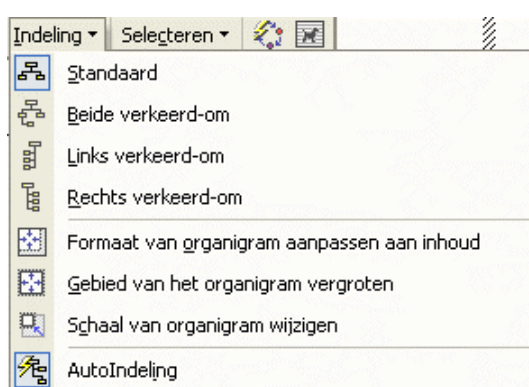 Indeling Selecteren
Standaard
Beide verkeerd-om
Links verkeerd-om
Rechts verkeerd-om
Formaat van organigram aanpassen aan inhoud
Gebied van het organigram vergroten
Schaal van organigram wijzigen
AutoIndeling